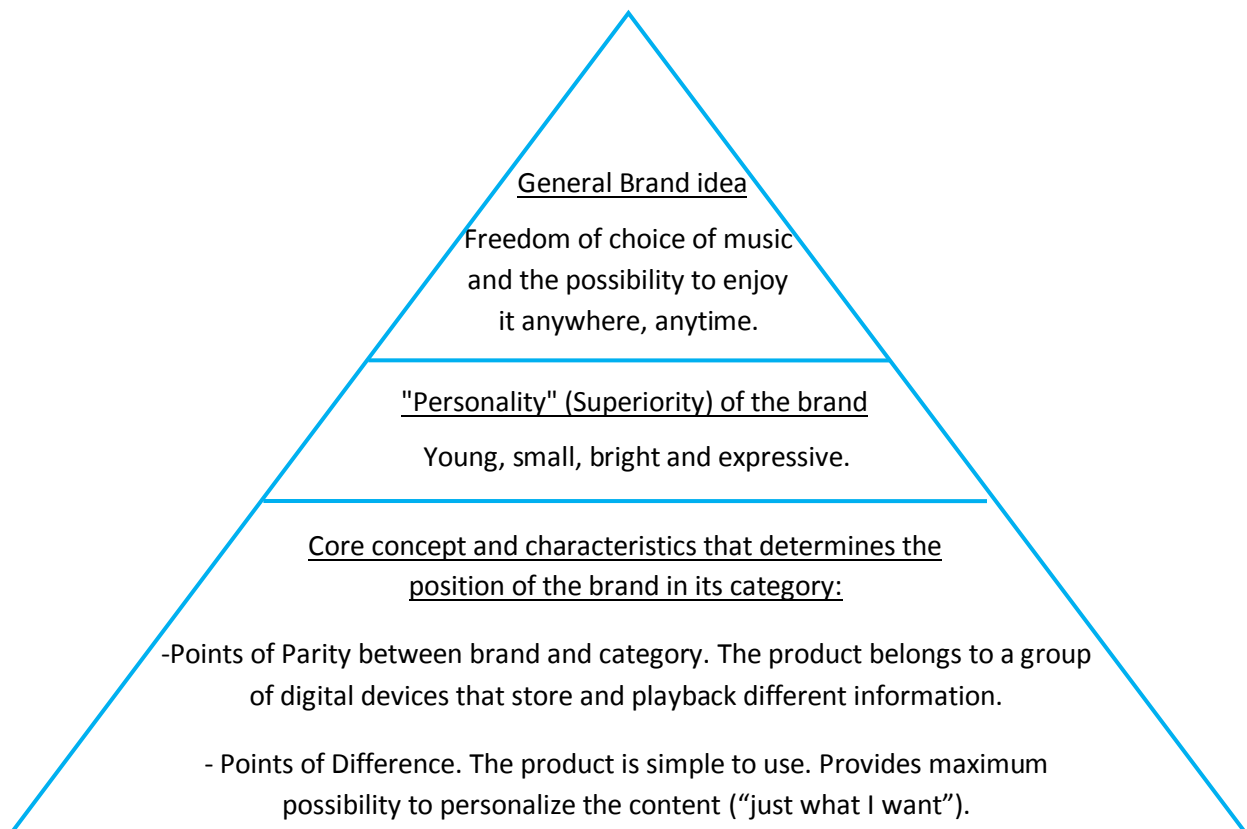 General Brand idea
Freedom of choice of music
and the possibility to enjoy
it anywhere, anytime.
"Personality" (Superiority) of the brand
Young, small, bright and expressive.
Core concept and characteristics that determines the
position of the brand in its category:
-Points of Parity between brand and category. The product belongs to a group
of digital devices that store and playback different information.
- Points of Difference. The product is simple to use. Provides maximum
possibility to personalize the content (“just what I want”).